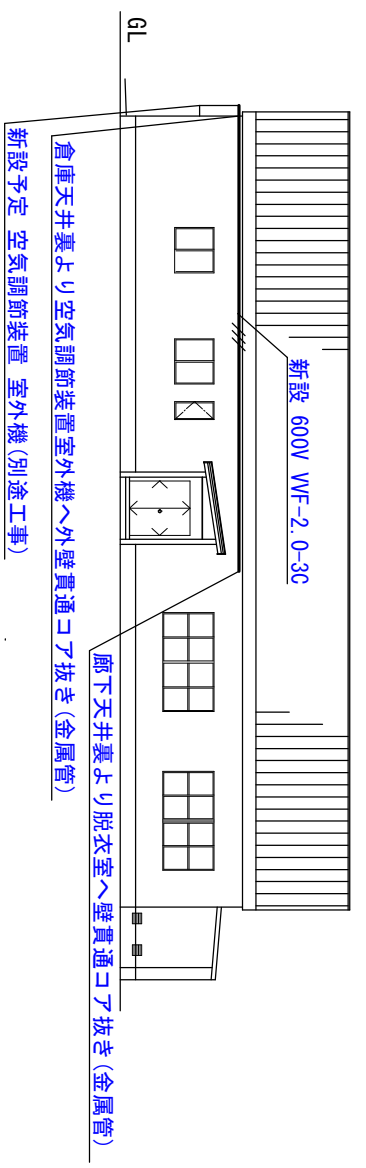 新設 600V VVF-2.0-3C
GL
廊下天井裏より脱衣室へ壁貫通コア抜き(金属管)
倉庫天井裏より空気調節装置室外機へ外壁貫通コア抜き(金属管)
新設予定 空気調節装置 室外機(別途工事)